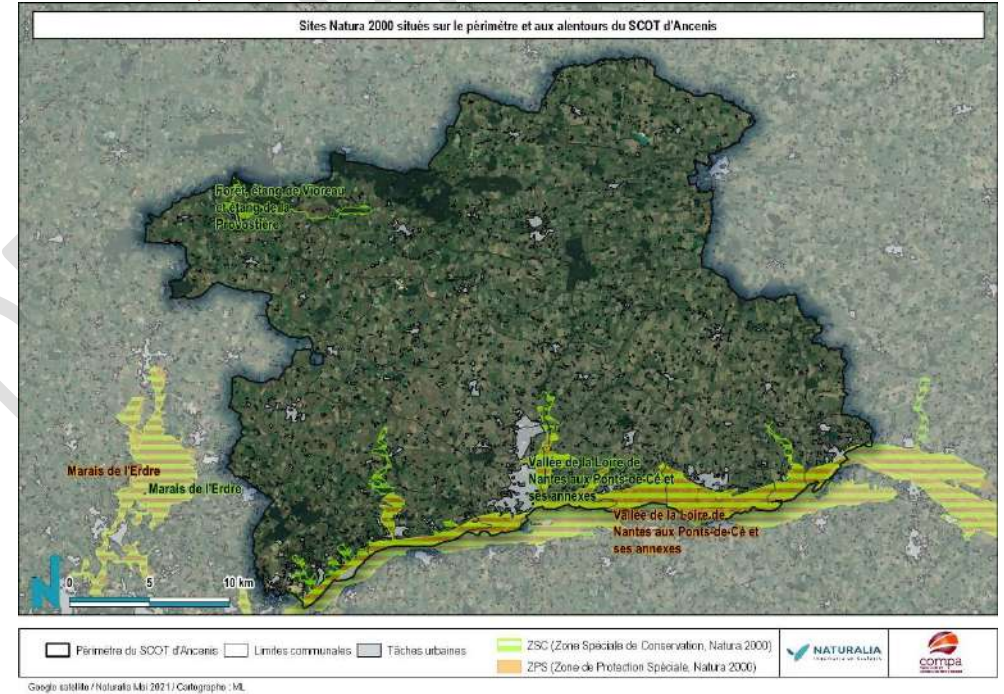 Sites Natura 2000 situés sur le périmètre et aux alentours du SCOT d'Ancenis
Forêt, étang de Vioreau
et étang de la
Provostière
Marais de l'Erdre
Marais de l'Erdre
Vallée de la Loire de
Nantes aux Ponts-de-Cé et
ses annexes
Vallée de la Loire de
Nantes aux Ponts-de-Cé et
ses annexes
N
0 5 10 km
Périmètre du SCOT d'Ancenis
Limites communales
Tâches urbaines
ZSC (Zone Spéciale de Conservation, Natura 2000)
ZPS (Zone de Protection Spéciale, Natura 2000)
NATURALIA
compa
Google satellite / Naturalia Mai 2021 / Cartographe : ML